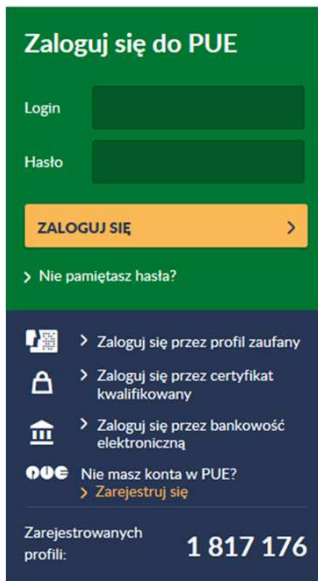 Zaloguj się do PUE
Login
Hasło
ZALOGUJ SIĘ
Nie pamiętasz hasła?
Zaloguj się przez profil zaufany
Zaloguj się przez certyfikat
kwalifikowany
Zaloguj się przez bankowość
elektroniczną
PUE Nie masz konta w PUE?
Zarejestruj się
Zarejestrowanych
profili: 1 817 176